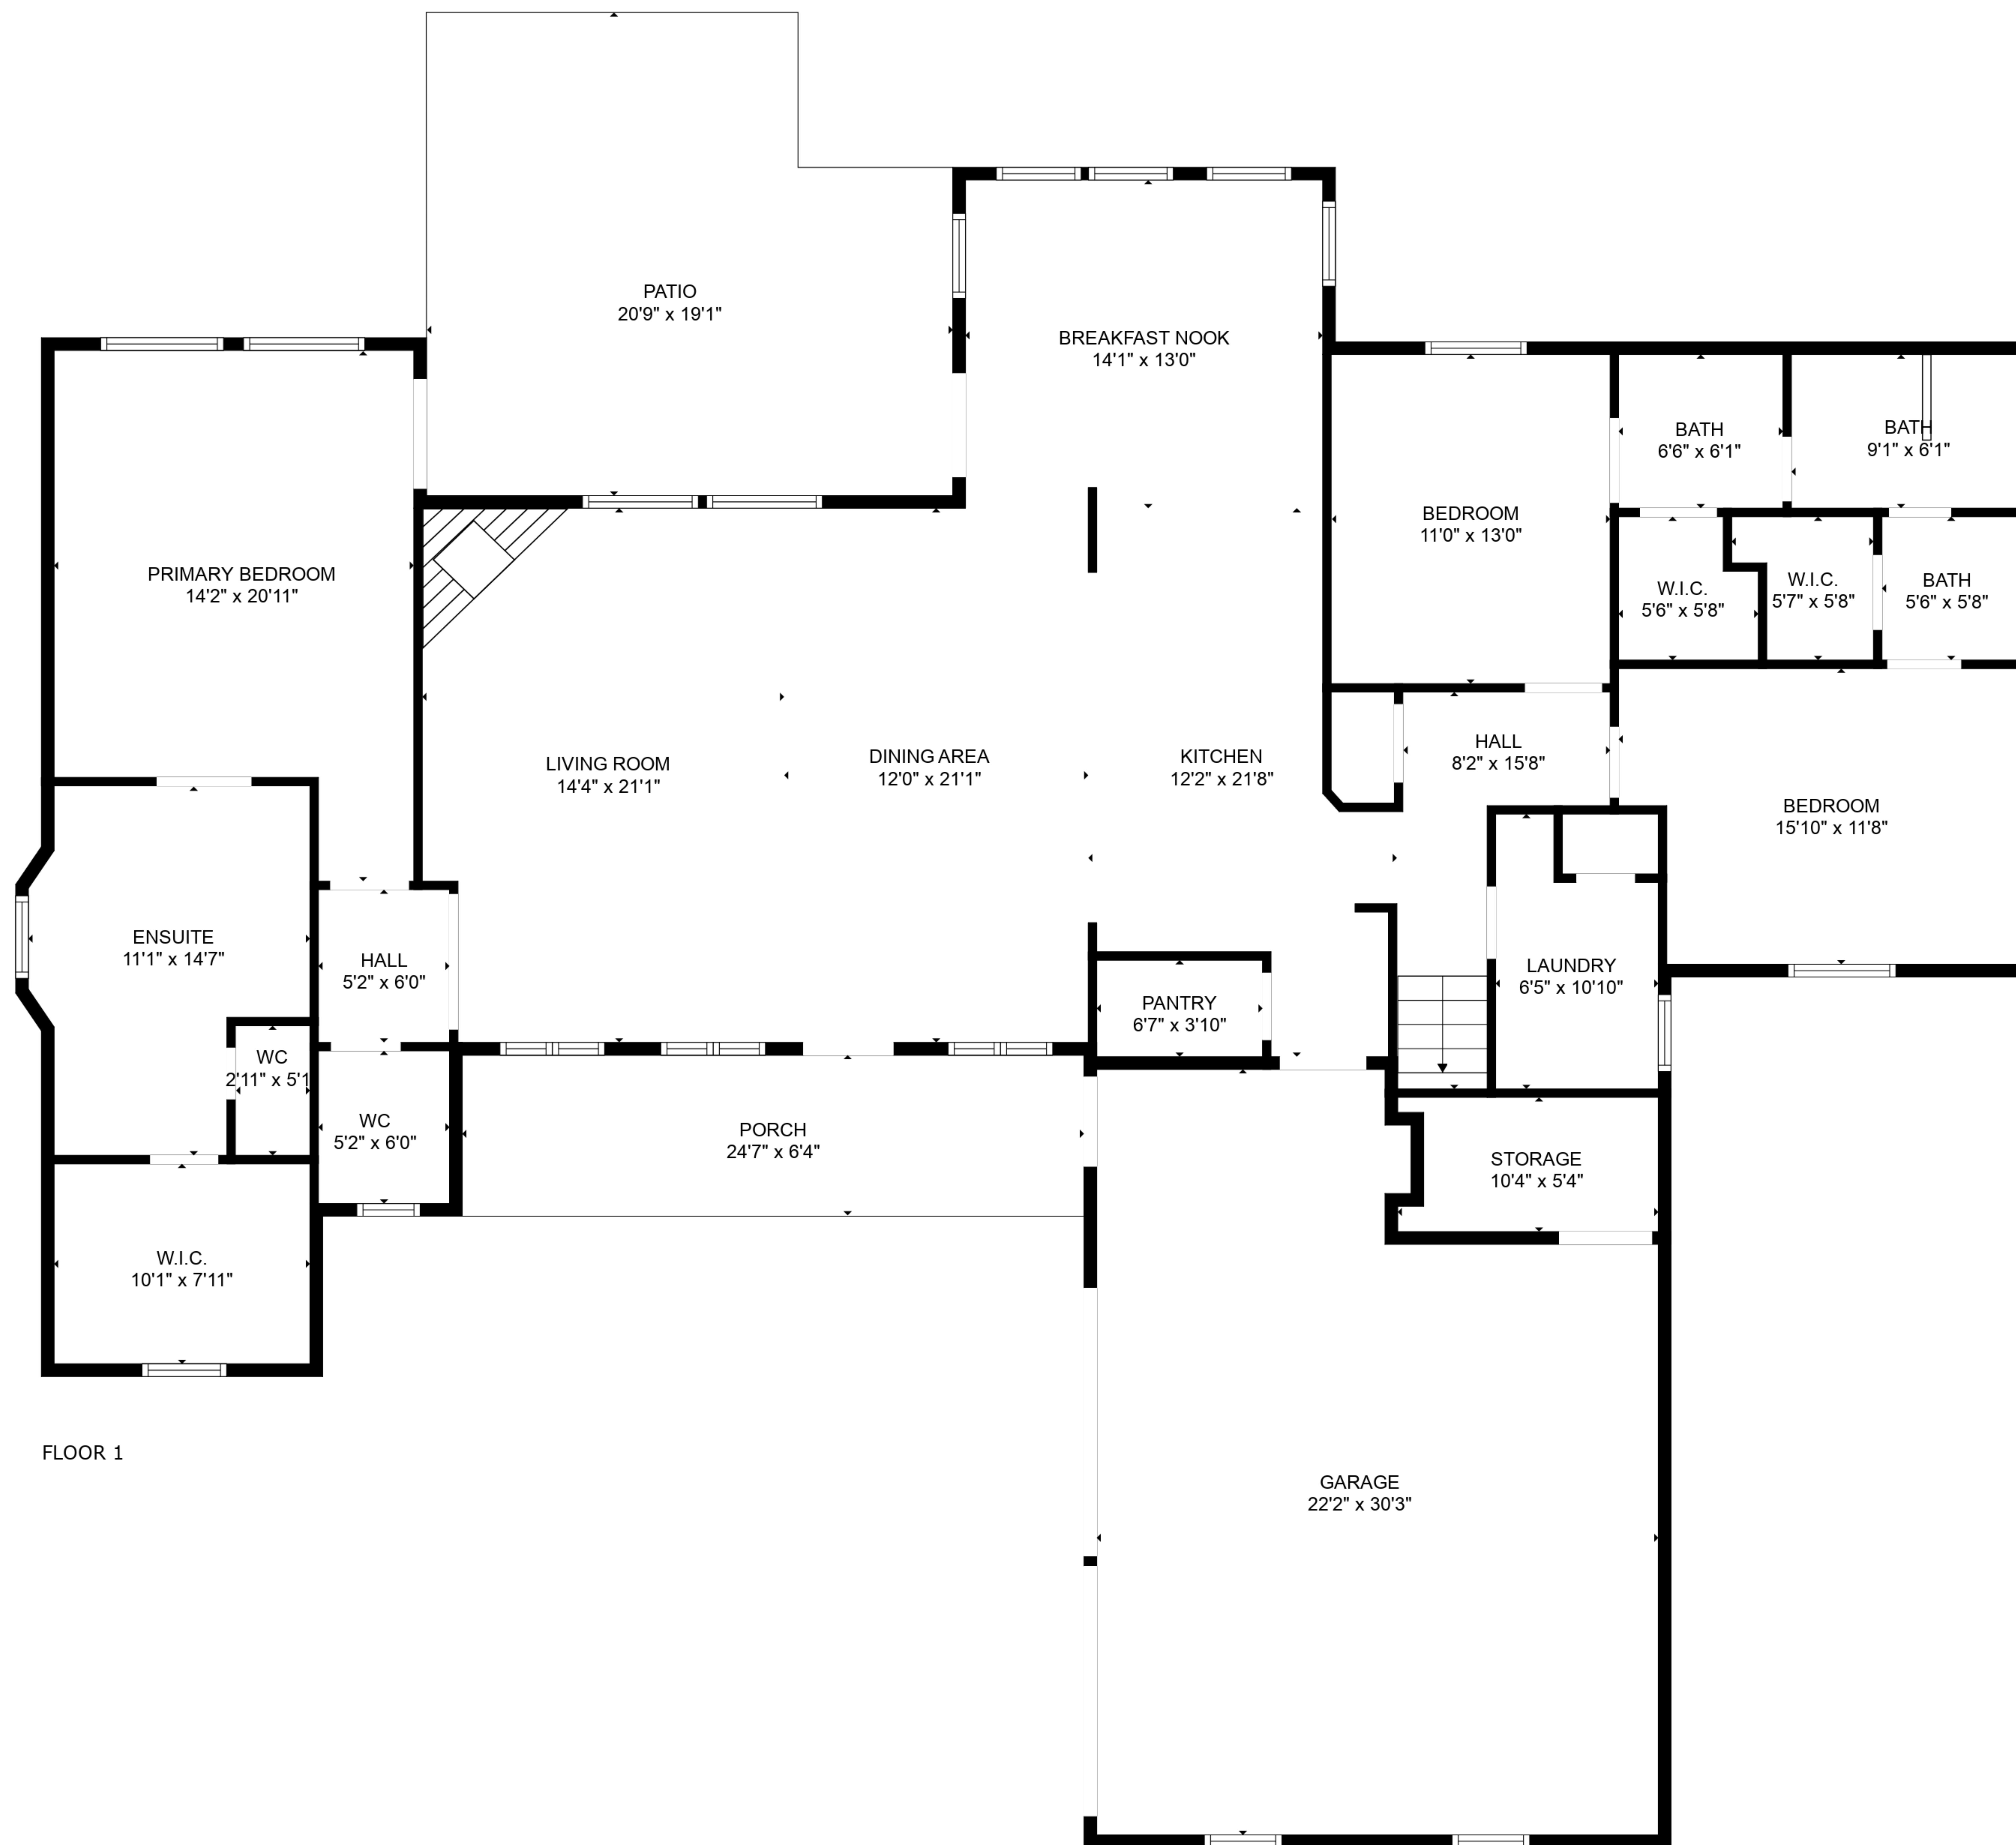 PATIO
20'9" x 19'1"
BREAKFAST NOOK
14'1" x 13'0"
BATH
6'6" x 6'1"
BATH
9'1" x 6'1"
BEDROOM
11'0" x 13'0"
PRIMARY BEDROOM
14'2" x 20'11"
W.I.C.
5'6" x 5'8"
W.I.C.
5'7" x 5'8"
BATH
5'6" x 5'8"
LIVING ROOM
14'4" x 21'1"
DINING AREA
12'0" x 21'1"
KITCHEN
12'2" x 21'8"
HALL
8'2" x 15'8"
BEDROOM
15'10" x 11'8"
ENSUITE
11'1" x 14'7"
HALL
5'2" x 6'0"
LAUNDRY
6'5" x 10'10"
PANTRY
6'7" x 3'10"
WC
2'11" x 5'1
WC
5'2" x 6'0"
PORCH
24'7" x 6'4"
STORAGE
10'4" x 5'4"
W.I.C.
10'1" x 7'11"
FLOOR 1
GARAGE
22'2" x 30'3"